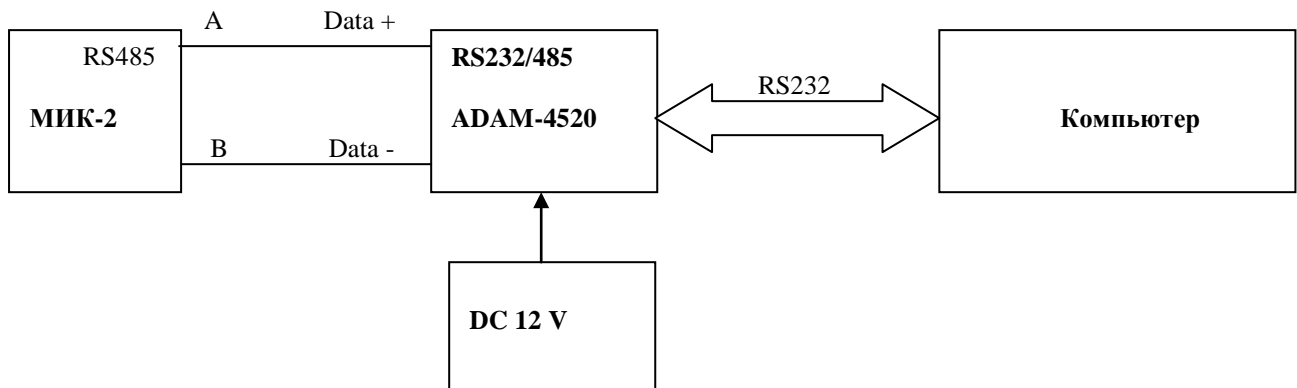 A Data +
RS485
МИК-2
B Data -
RS232/485
ADAM-4520
RS232
Компьютер
DC 12 V